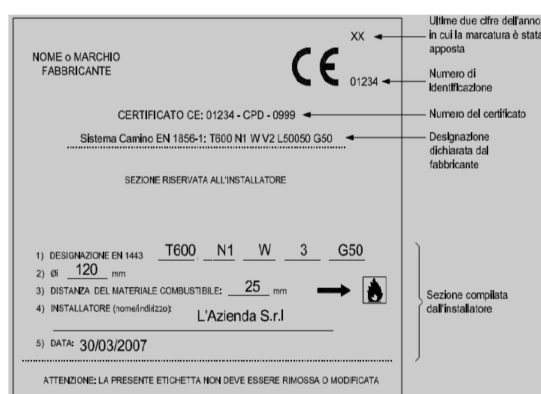 XX
Ultime due cifre dell'anno
in cui la marcatura è stata
apposta
NOME o MARCHIO
FABBRICANTE
CE
01234
Numero di
identificazione
CERTIFICATO CE: 01234 - CPD - 0999
Numero del certificato
Sistema Camino EN 1856-1: T600 N1 W V2 L50050 G50
Designazione
dichiarata dal
fabbricante
SEZIONE RISERVATA ALL'INSTALLATORE
1) DESIGNAZIONE EN 1443 T600 N1 W 3 G50
2) Øi 120 mm
3) DISTANZA DEL MATERIALE COMBUSTIBILE: 25 mm
4) INSTALLATORE (nome/indirizzo):
L'Azienda S.r.l
Sezione compilata
dall'installatore
5) DATA: 30/03/2007
ATTENZIONE: LA PRESENTE ETICHETTA NON DEVE ESSERE RIMOSSA O MODIFICATA